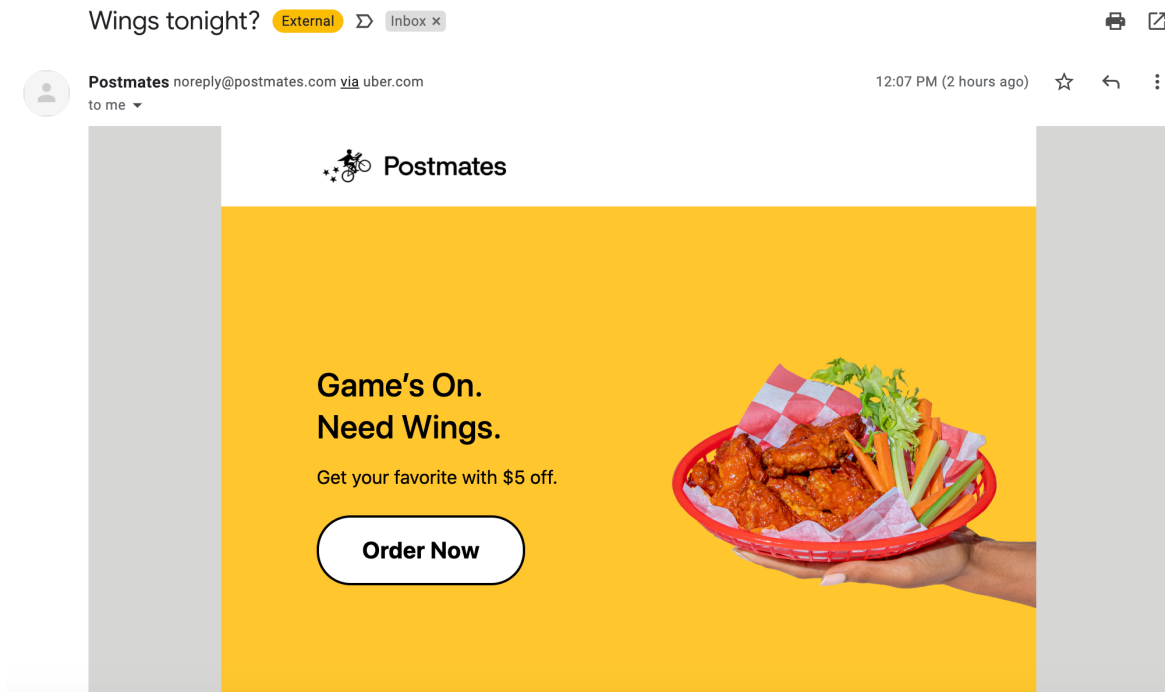 Wings tonight? External Inbox ×
Postmates noreply@postmates.com via uber.com 12:07 PM (2 hours ago)
to me
Postmates
Game’s On.
Need Wings.
Get your favorite with $5 off.
Order Now